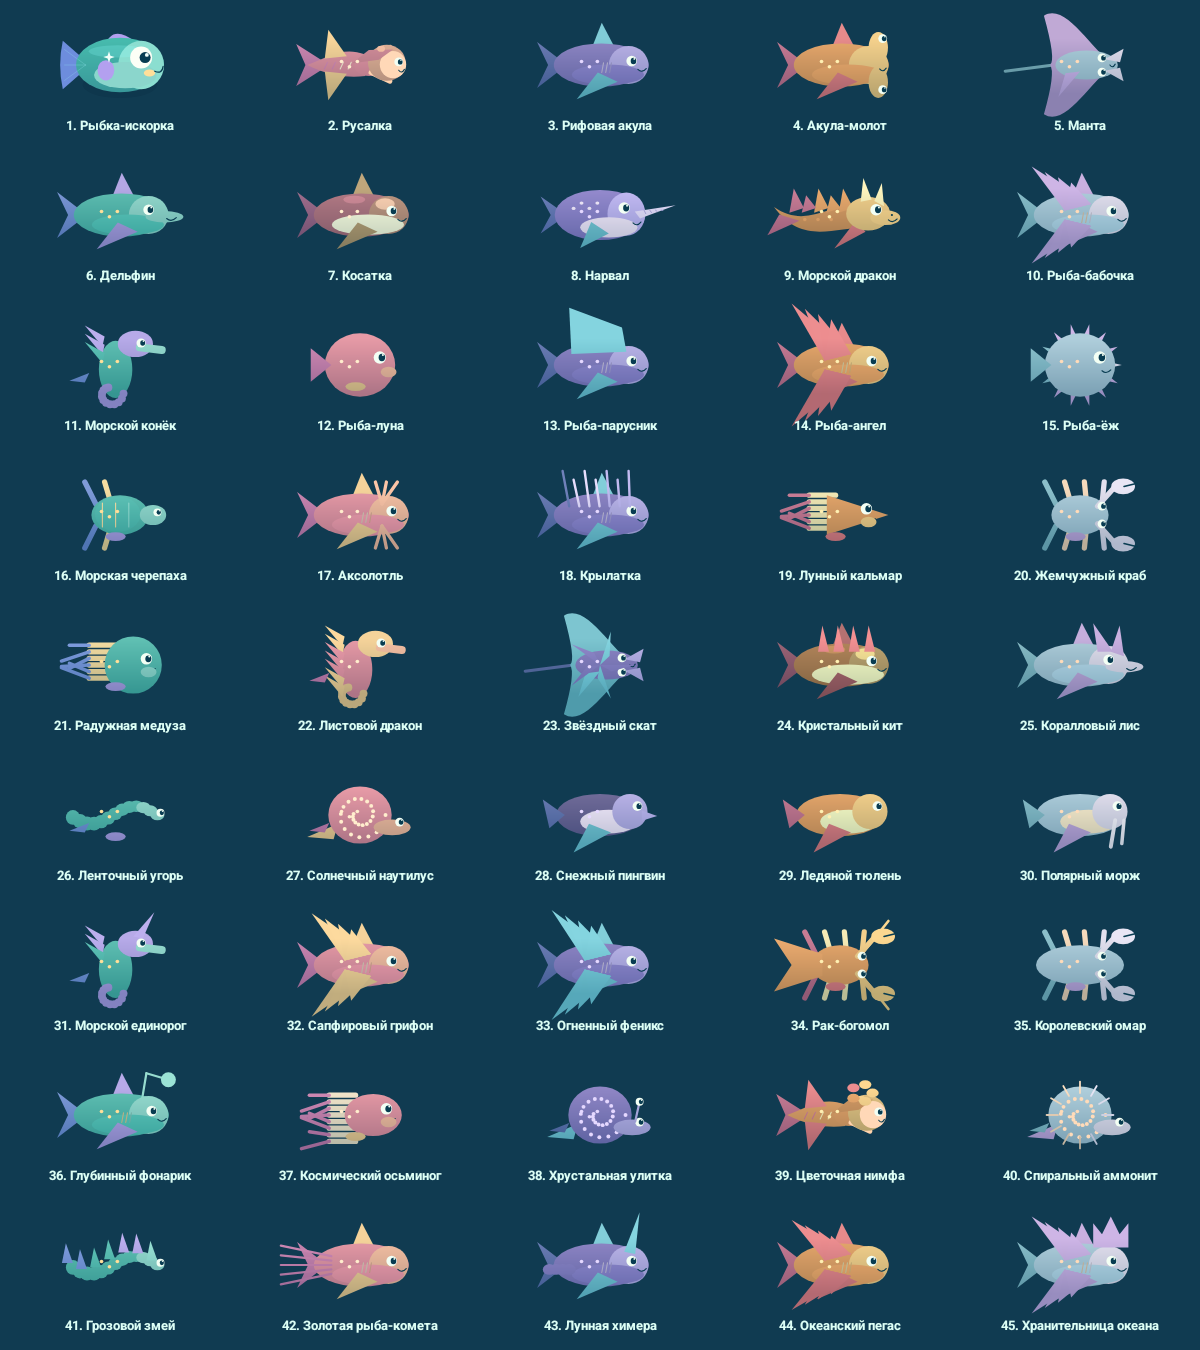 1. Рыбка-искорка
2. Русалка
3. Рифовая акула
4. Акула-молот
5. Манта
6. Дельфин
7. Косатка
8. Нарвал
9. Морской дракон
10. Рыба-бабочка
11. Морской конёк
12. Рыба-луна
13. Рыба-парусник
14. Рыба-ангел
15. Рыба-ёж
16. Морская черепаха
17. Аксолотль
18. Крылатка
19. Лунный кальмар
20. Жемчужный краб
21. Радужная медуза
22. Листовой дракон
23. Звёздный скат
24. Кристальный кит
25. Коралловый лис
26. Ленточный угорь
27. Солнечный наутилус
28. Снежный пингвин
29. Ледяной тюлень
30. Полярный морж
31. Морской единорог
32. Сапфировый грифон
33. Огненный феникс
34. Рак-богомол
35. Королевский омар
36. Глубинный фонарик
37. Космический осьминог
38. Хрустальная улитка
39. Цветочная нимфа
40. Спиральный аммонит
41. Грозовой змей
42. Золотая рыба-комета
43. Лунная химера
44. Океанский пегас
45. Хранительница океана